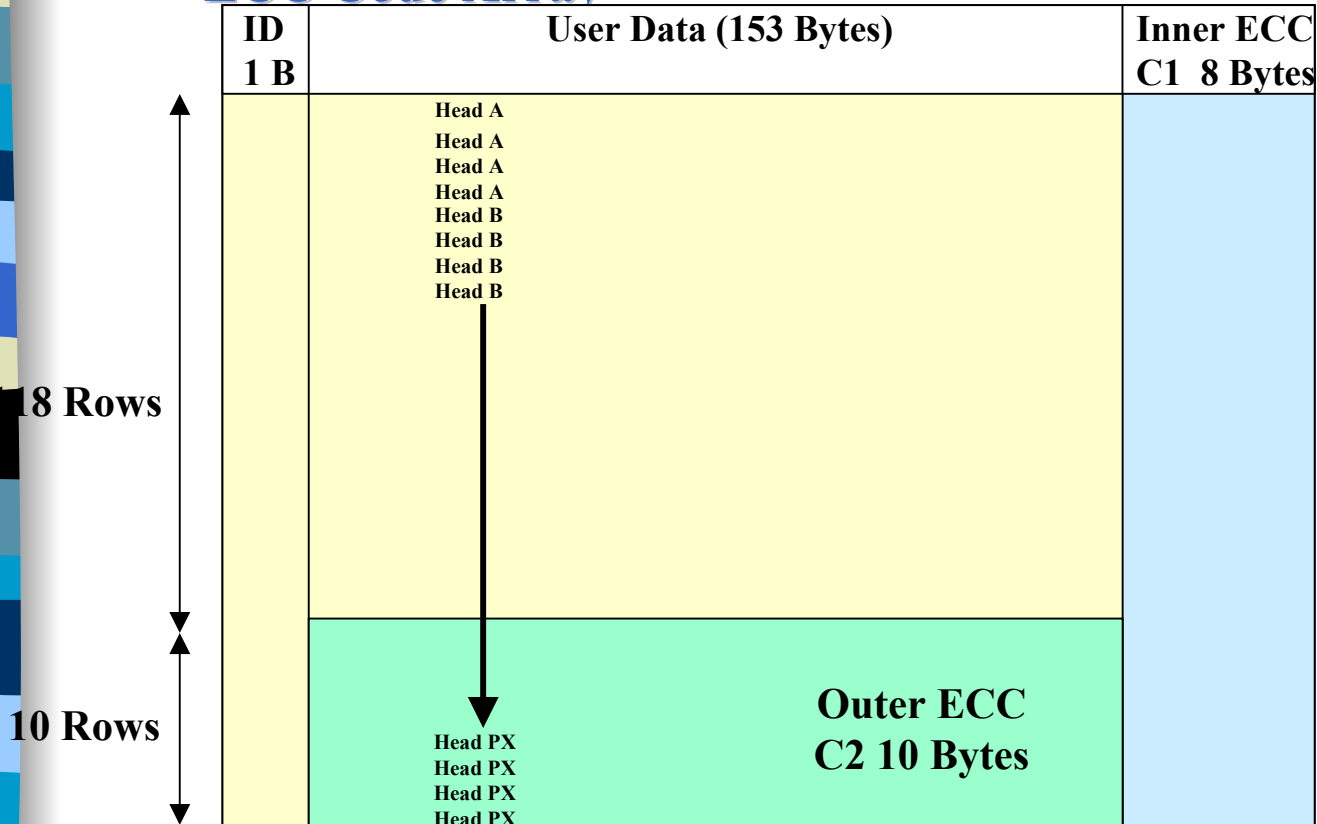 ID
1 B
User Data (153 Bytes)
Inner ECC
C1 8 Bytes
Head A
Head A
Head A
Head A
Head B
Head B
Head B
Head B
18 Rows
10 Rows
Outer ECC
C2 10 Bytes
Head PX
Head PX
Head PX
Head PX